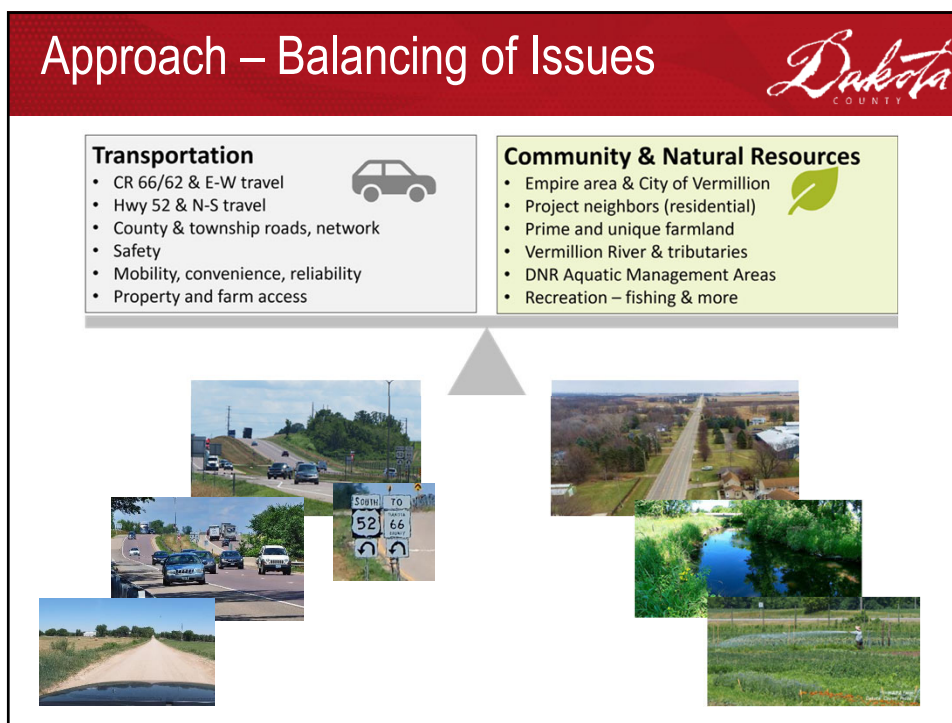 Approach – Balancing of Issues
Dakota
COUNTY
Transportation
• CR 66/62 & E-W travel
• Hwy 52 & N-S travel
• County & township roads, network
• Safety
• Mobility, convenience, reliability
• Property and farm access
Community & Natural Resources
• Empire area & City of Vermillion
• Project neighbors (residential)
• Prime and unique farmland
• Vermillion River & tributaries
• DNR Aquatic Management Areas
• Recreation – fishing & more
SOUTH TO
52 66